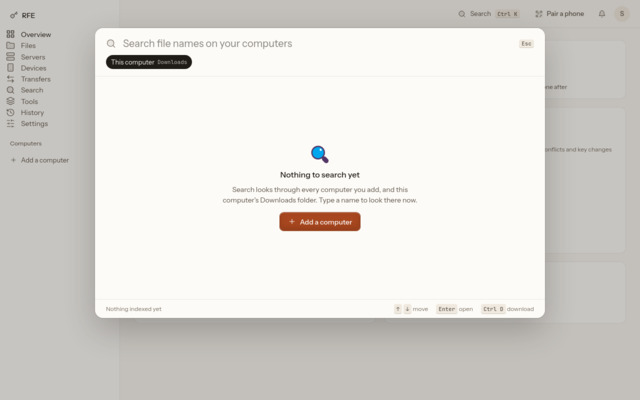 RFE
Search Ctrl K
Pair a phone
S
Overview
Files
Servers
Devices
Transfers
Search
Tools
History
Settings
Computers
Add a computer
Search file names on your computers
Esc
This computer Downloads
one after
onflicts and key changes
Nothing to search yet
Search looks through every computer you add, and this
computer's Downloads folder. Type a name to look there now.
Add a computer
Nothing indexed yet
↑ ↓ move Enter open Ctrl D download